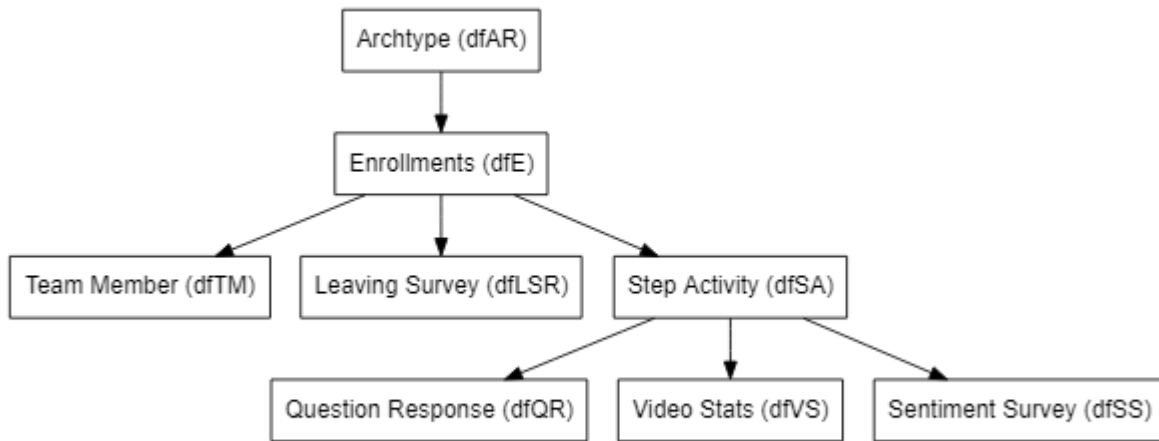 Archtype (dfAR)
Enrollments (dfE)
Team Member (dfTM)
Leaving Survey (dfLSR)
Step Activity (dfSA)
Question Response (dfQR)
Video Stats (dfVS)
Sentiment Survey (dfSS)